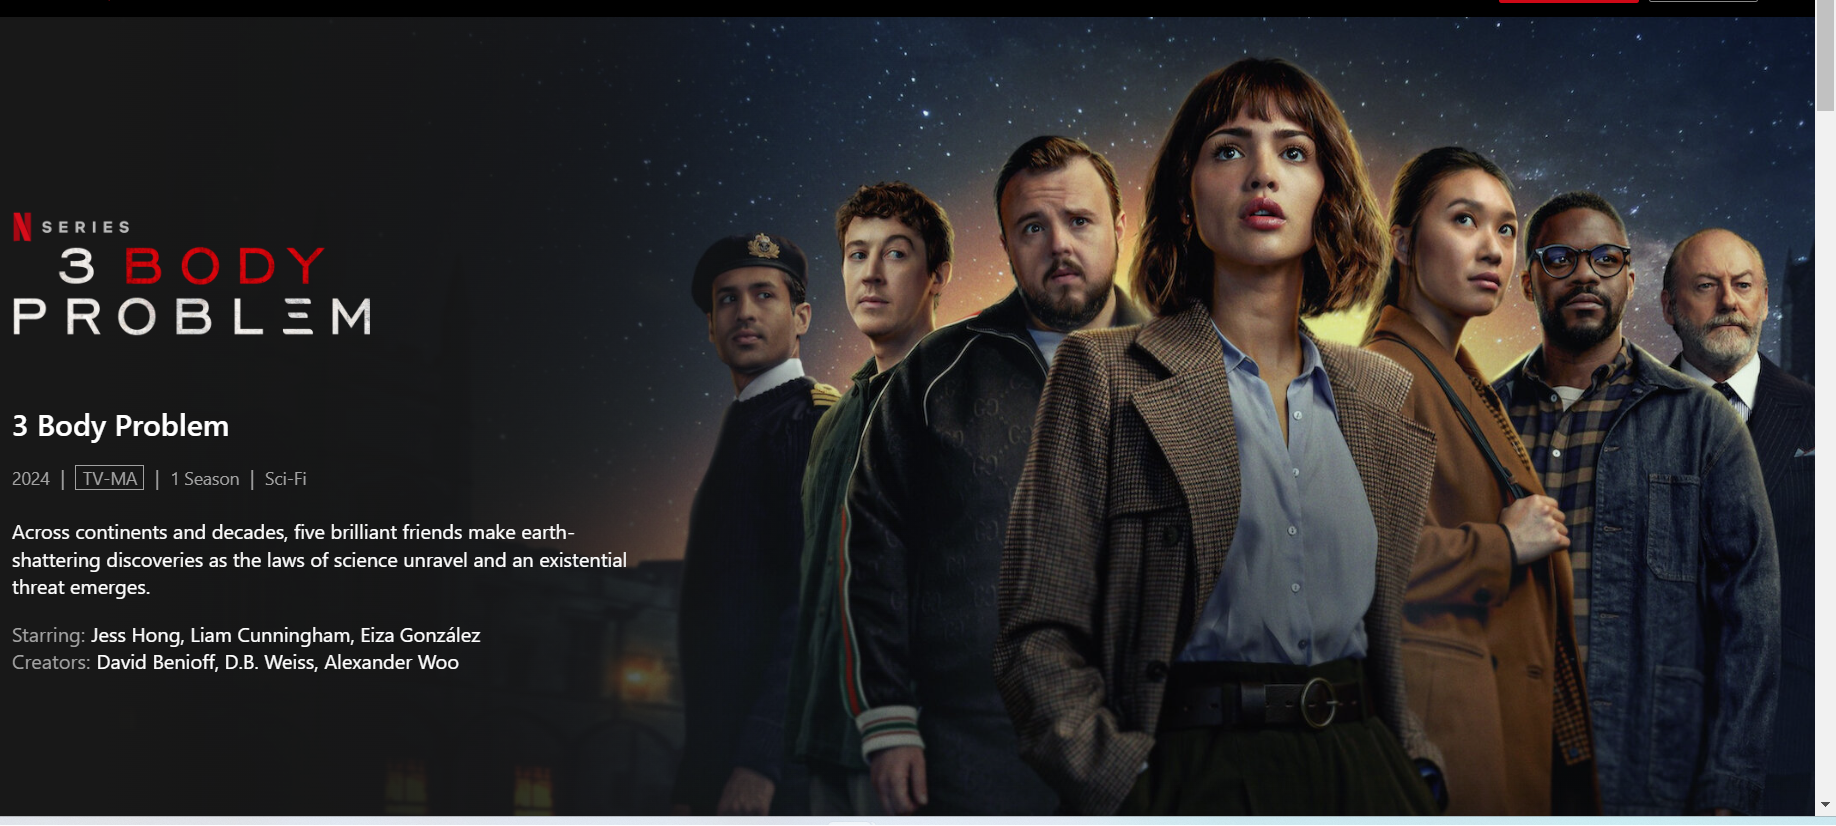 N SERIES
3 BODY
PROBLEM
3 Body Problem
2024 | TV-MA | 1 Season | Sci-Fi
Across continents and decades, five brilliant friends make earth-
shattering discoveries as the laws of science unravel and an existential
threat emerges.
Starring: Jess Hong, Liam Cunningham, Eiza González
Creators: David Benioff, D.B. Weiss, Alexander Woo